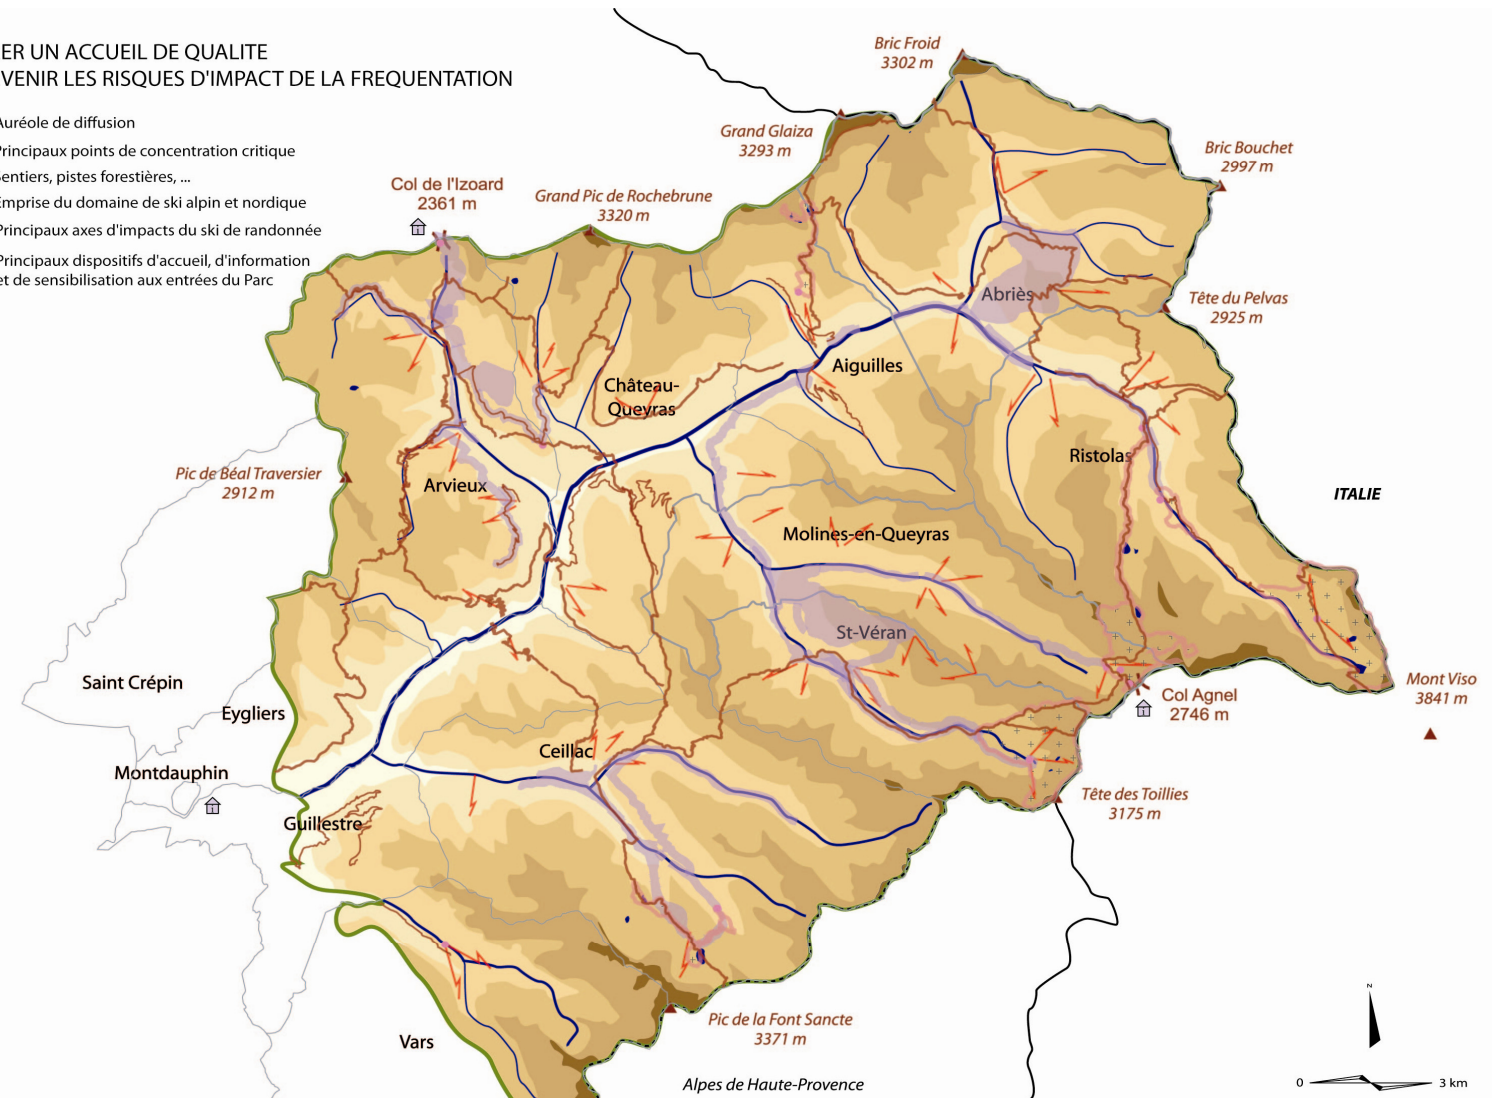 ER UN ACCUEIL DE QUALITE
VENIR LES RISQUES D'IMPACT DE LA FREQUENTATION
Auréole de diffusion
Principaux points de concentration critique
Sentiers, pistes forestières, ...
Emprise du domaine de ski alpin et nordique
Principaux axes d'impacts du ski de randonnée
Principaux dispositifs d'accueil, d'information
et de sensibilisation aux entrées du Parc
Bric Froid
3302 m
Grand Glaiza
3293 m
Bric Bouchet
2997 m
Col de l'Izoard
2361 m
Grand Pic de Rochebrune
3320 m
Abriès
Tête du Pelvas
2925 m
Aiguilles
Château-
Queyras
Ristolas
Pic de Béal Traversier
2912 m
Arvieux
ITALIE
Molines-en-Queyras
St-Véran
Saint Crépin
Mont Viso
3841 m
Col Agnel
2746 m
Eygliers
Ceillac
Montdauphin
Tête des Toillies
3175 m
Guillestre
Pic de la Font Sancte
3371 m
Vars
Alpes de Haute-Provence
N
0 3 km